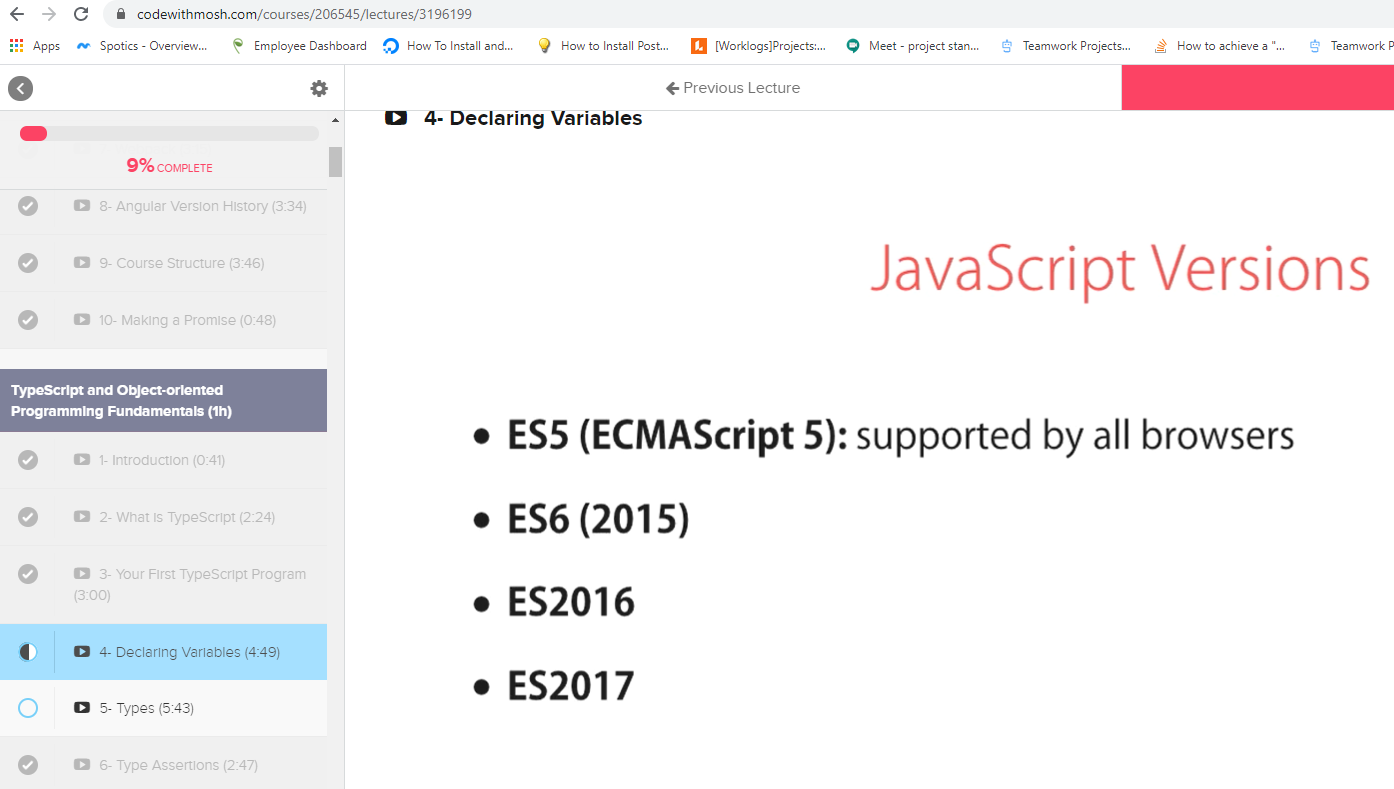 codewithmosh.com/courses/206545/lectures/3196199
Apps
Spotics - Overview...
Employee Dashboard
How To Install and...
How to Install Post...
[Worklogs]Projects:...
Meet - project stan...
Teamwork Projects...
How to achieve a "...
Teamwork P
Previous Lecture
9% COMPLETE
8- Angular Version History (3:34)
9- Course Structure (3:46)
10- Making a Promise (0:48)
TypeScript and Object-oriented
Programming Fundamentals (1h)
1- Introduction (0:41)
2- What is TypeScript (2:24)
3- Your First TypeScript Program
(3:00)
4- Declaring Variables (4:49)
5- Types (5:43)
6- Type Assertions (2:47)
4- Declaring Variables
JavaScript Versions
• ES5 (ECMAScript 5): supported by all browsers
• ES6 (2015)
• ES2016
• ES2017